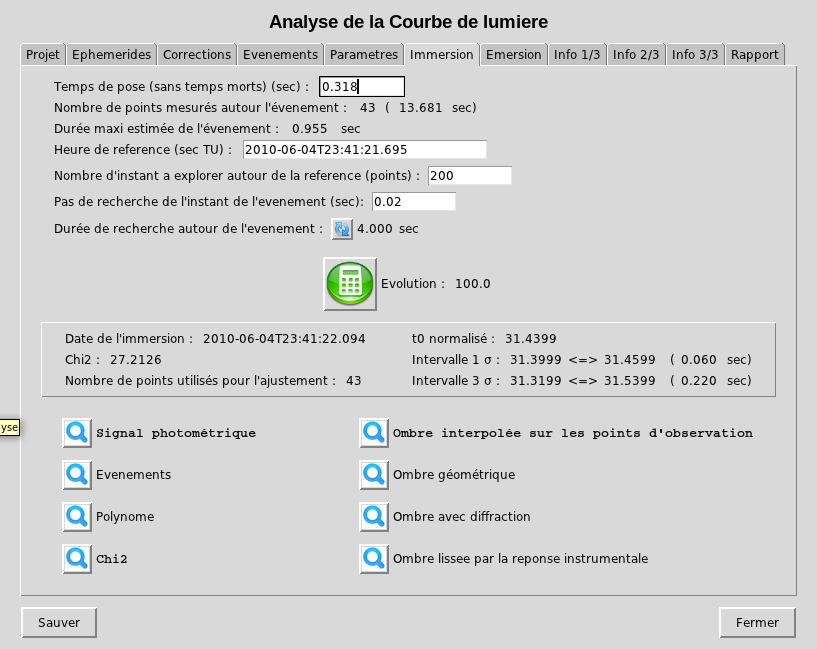 Analyse de la Courbe de lumiere
Projet Ephemerides Corrections Evenements Parametres Immersion Emersion Info 1/3 Info 2/3 Info 3/3 Rapport
Temps de pose (sans temps morts) (sec) : 0.318
Nombre de points mesurés autour l'évenement : 43 ( 13.681 sec)
Durée maxi estimée de l'évenement : 0.955 sec
Heure de reference (sec TU) : 2010-06-04T23:41:21.695
Nombre d'instant a explorer autour de la reference (points) : 200
Pas de recherche de l'instant de l'evenement (sec): 0.02
Durée de recherche autour de l'evenement : 4.000 sec
Evolution : 100.0
Date de l'immersion : 2010-06-04T23:41:22.094 t0 normalisé : 31.4399
Chi2 : 27.2126 Intervalle 1 σ : 31.3999 <=> 31.4599 ( 0.060 sec)
Nombre de points utilisés pour l'ajustement : 43 Intervalle 3 σ : 31.3199 <=> 31.5399 ( 0.220 sec)
yse
Signal photométrique Ombre interpolée sur les points d'observation
Evenements Ombre géométrique
Polynome Ombre avec diffraction
Chi2 Ombre lissee par la reponse instrumentale
Sauver Fermer